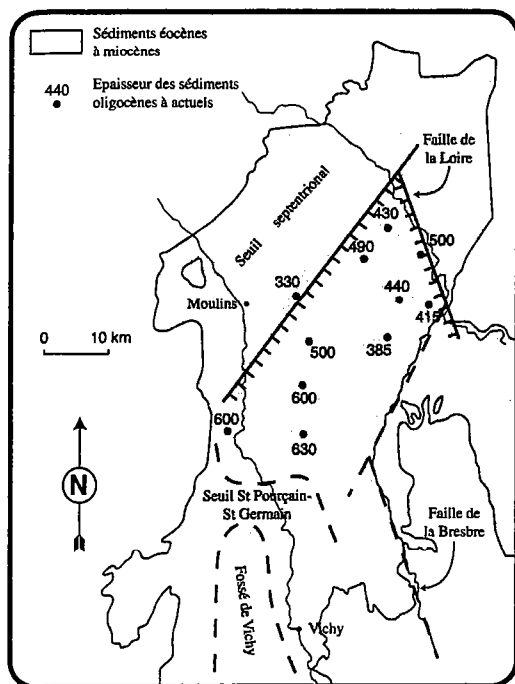 Sédiments éocènes
à miocènes
440
Epaisseur des sédiments
oligocènes à actuels
Faille de
la Loire
Seuil septentrional
430
490
500
330
440
Moulins
415
0 10 km
500
385
600
600
630
N
Seuil St Pourçain-
St Germain
Faille de
la Bresbre
Fossé de Vichy
Vichy